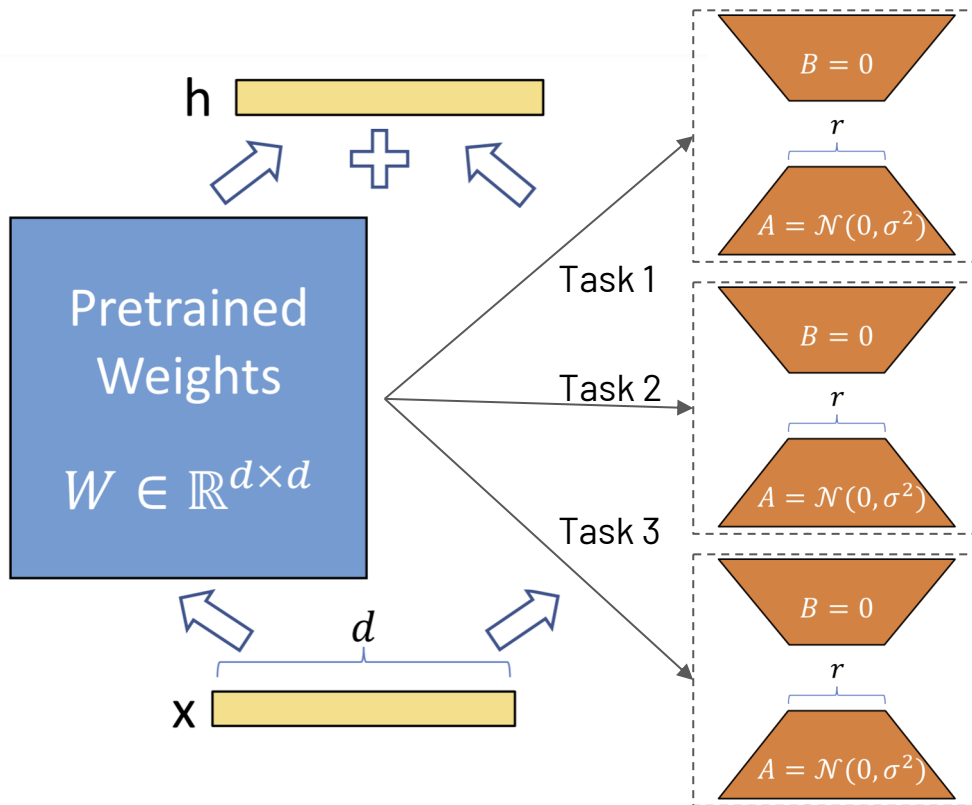 h
Pretrained
Weights
W ∈ ℝ^{d×d}
d
x
Task 1
Task 2
Task 3
B = 0
r
A = 𝒩(0, σ²)
B = 0
r
A = 𝒩(0, σ²)
B = 0
r
A = 𝒩(0, σ²)